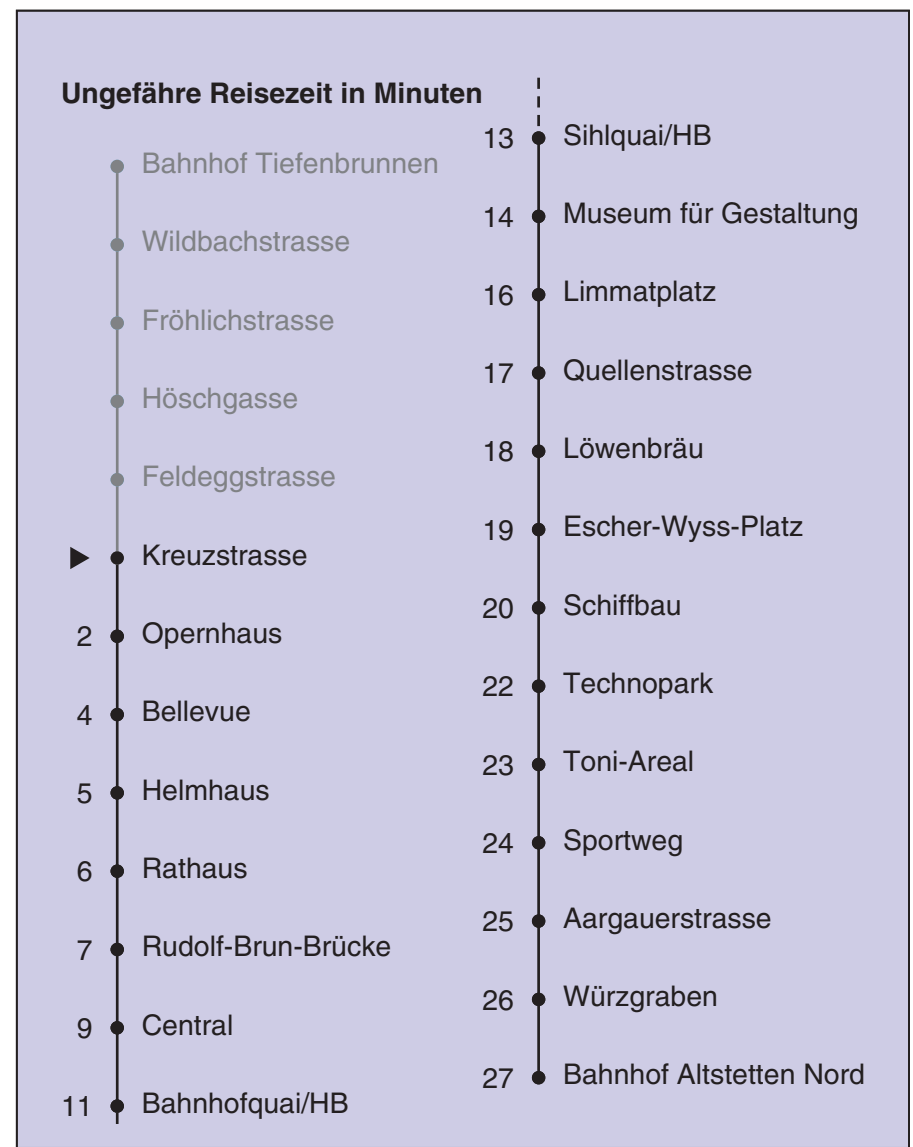 Ungefähre Reisezeit in Minuten
Bahnhof Tiefenbrunnen
Wildbachstrasse
Fröhlichstrasse
Höschgasse
Feldeggstrasse
Kreuzstrasse
2 Opernhaus
4 Bellevue
5 Helmhaus
6 Rathaus
7 Rudolf-Brun-Brücke
9 Central
11 Bahnhofquai/HB
13 Sihlquai/HB
14 Museum für Gestaltung
16 Limmatplatz
17 Quellenstrasse
18 Löwenbräu
19 Escher-Wyss-Platz
20 Schiffbau
22 Technopark
23 Toni-Areal
24 Sportweg
25 Aargauerstrasse
26 Würzgraben
27 Bahnhof Altstetten Nord